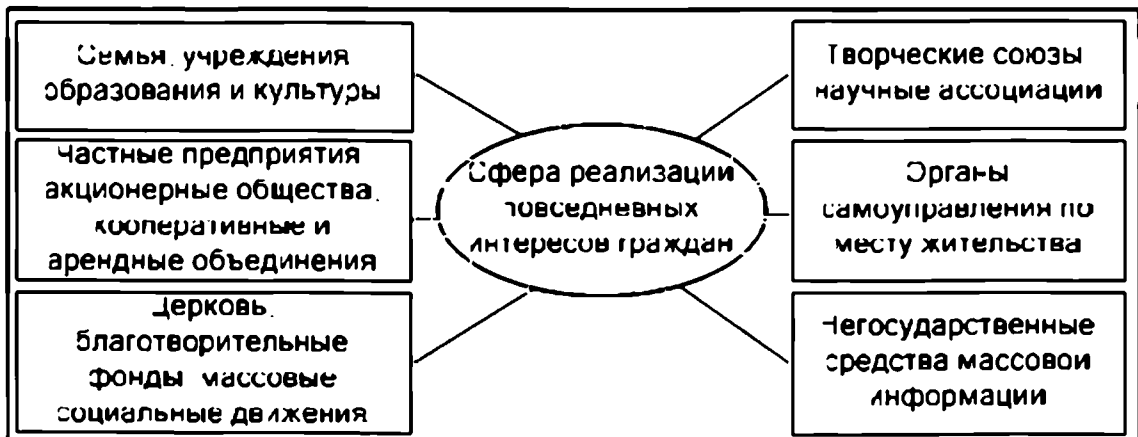 Семья, учреждения
образования и культуры
Частные предприятия
акционерные общества,
кооперативные и
арендные объединения
Церковь,
благотворительные
фонды массовые
социальные движения
Сфера реализации
повседневных
интересов граждан
Творческие союзы
научные ассоциации
Органы
самоуправления по
месту жительства
Негосударственные
средства массовой
информации